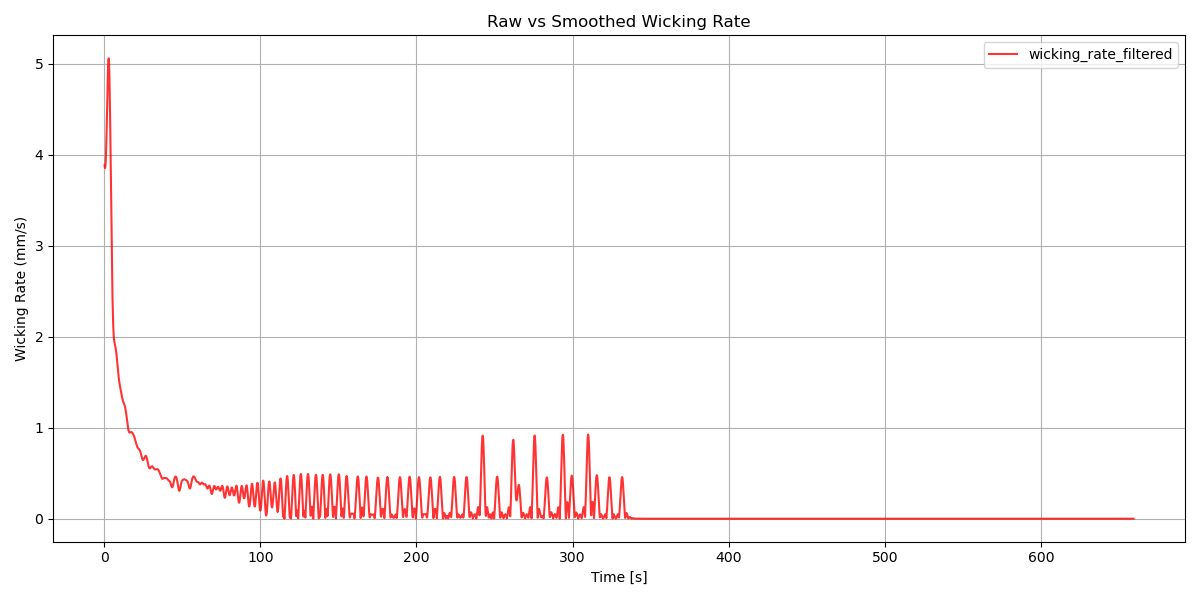 Raw vs Smoothed Wicking Rate
wicking_rate_filtered
Wicking Rate (mm/s)
5
4
3
2
1
0
0 100 200 300 400 500 600
Time [s]